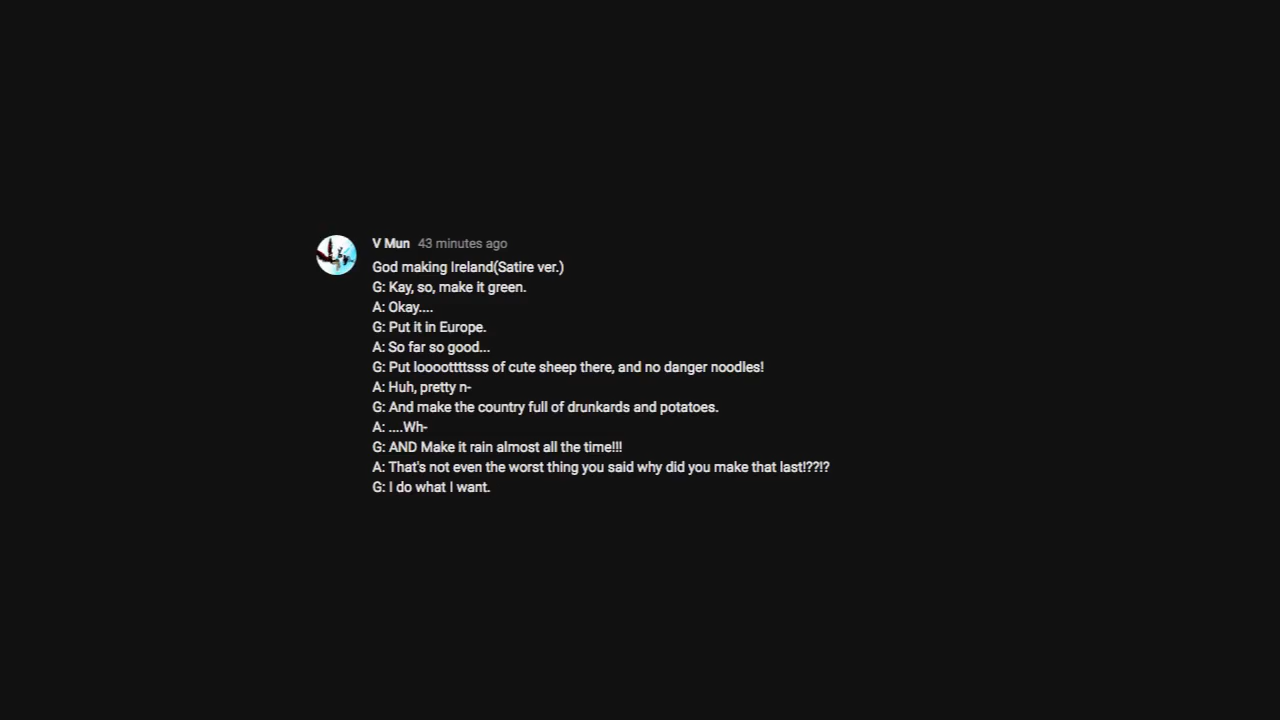 V Mun 43 minutes ago
God making Ireland(Satire ver.)
G: Kay, so, make it green.
A: Okay....
G: Put it in Europe.
A: So far so good...
G: Put looootttsss of cute sheep there, and no danger noodles!
A: Huh, pretty n-
G: And make the country full of drunkards and potatoes.
A: ....Wh-
G: AND Make it rain almost all the time!!!
A: That's not even the worst thing you said why did you make that last!??!?
G: I do what I want.